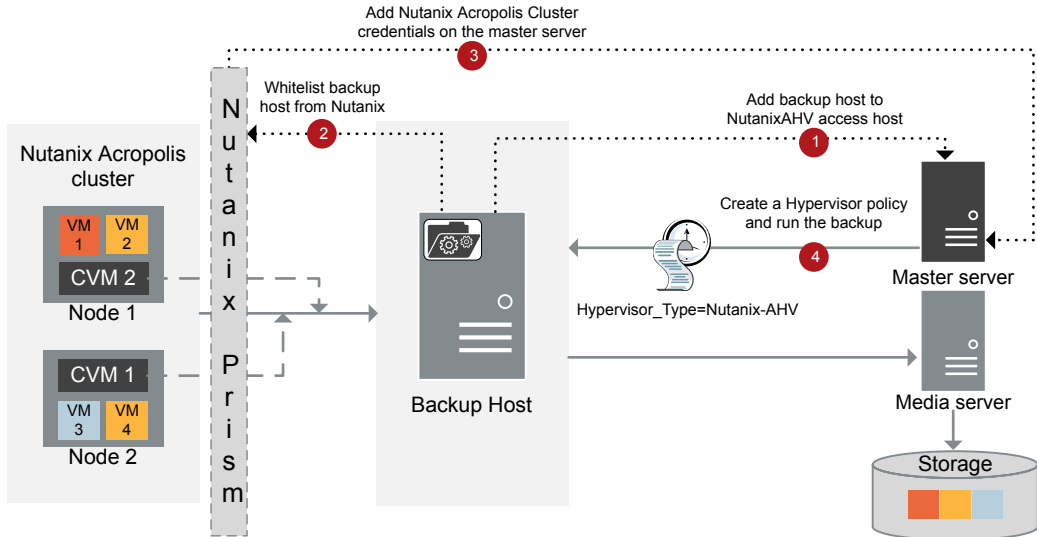 Add Nutanix Acropolis Cluster
credentials on the master server
3
Whitelist backup
host from Nutanix
2
Add backup host to
NutanixAHV access host
1
Nutanix Prism
Nutanix Acropolis
cluster
VM
1
VM
2
CVM 2
Node 1
CVM 1
VM
3
VM
4
Node 2
Backup Host
Create a Hypervisor policy
and run the backup
4
Hypervisor_Type=Nutanix-AHV
Master server
Media server
Storage